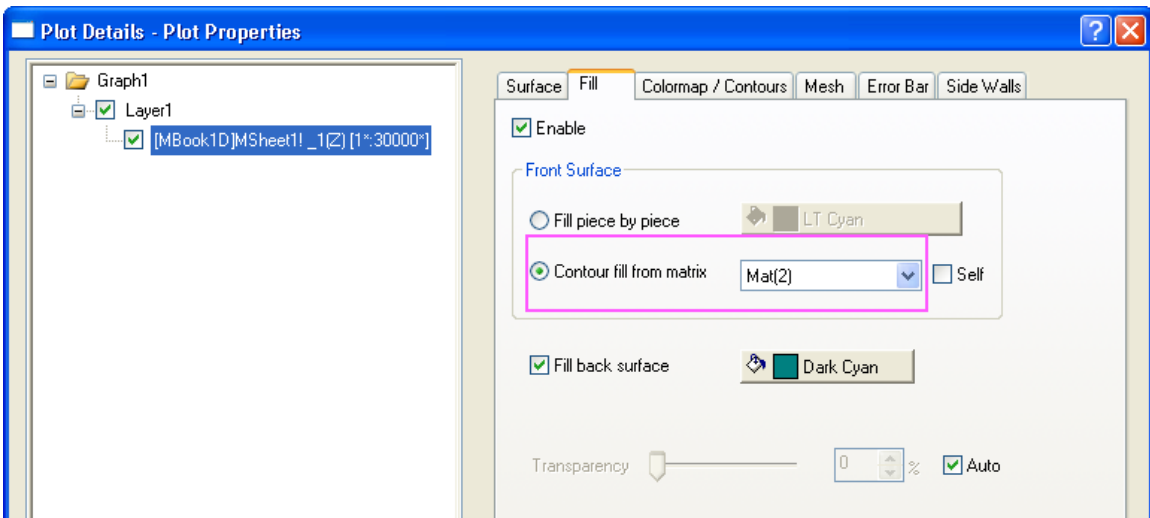 Plot Details - Plot Properties
Graph1
Layer1
[MBook1D]MSheet1! _1(Z) [1*:30000*]
Surface Fill Colormap / Contours Mesh Error Bar Side Walls
Enable
Front Surface
Fill piece by piece LT Cyan
Contour fill from matrix Mat(2) Self
Fill back surface Dark Cyan
Transparency 0 % Auto